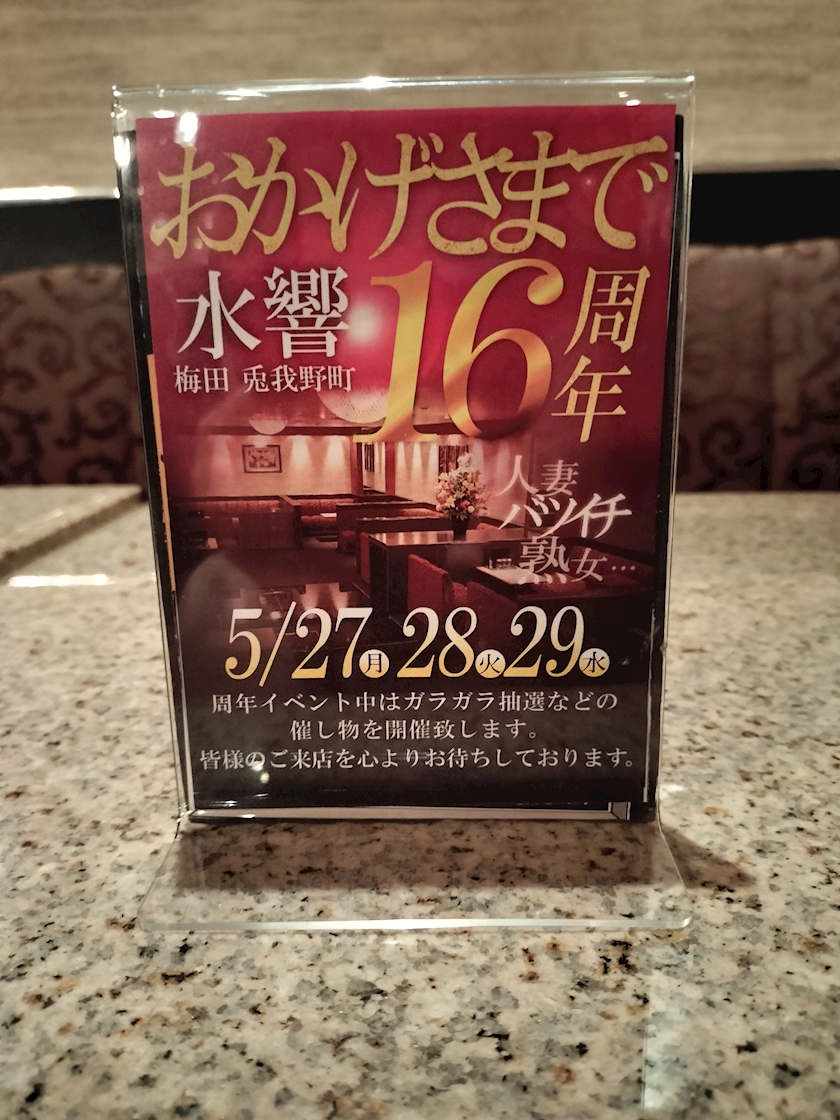 おかげさまで
水響
梅田 兎我野町
16周年
人妻
バツイチ
熟女…
5/27月 28火 29水
周年イベント中はガラガラ抽選などの
催し物を開催致します。
皆様のご来店を心よりお待ちしております。